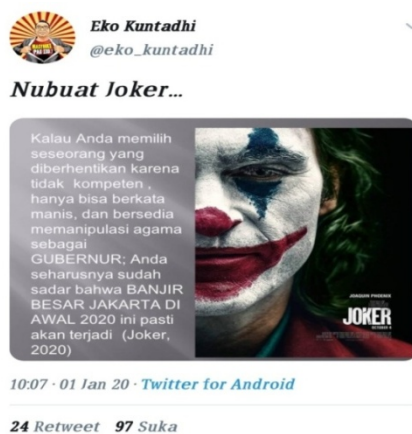 Eko Kuntadhi
@eko_kuntadhi
Nubuat Joker...
Kalau Anda memilih
seseorang yang
diberhentikan karena
tidak kompeten ,
hanya bisa berkata
manis, dan bersedia
memanipulasi agama
sebagai
GUBERNUR; Anda
seharusnya sudah
sadar bahwa BANJIR
BESAR JAKARTA DI
AWAL 2020 ini pasti
akan terjadi (Joker,
2020)
JOAQUIN PHOENIX
JOKER
OCTOBER 4
10:07 · 01 Jan 20 · Twitter for Android
24 Retweet 97 Suka